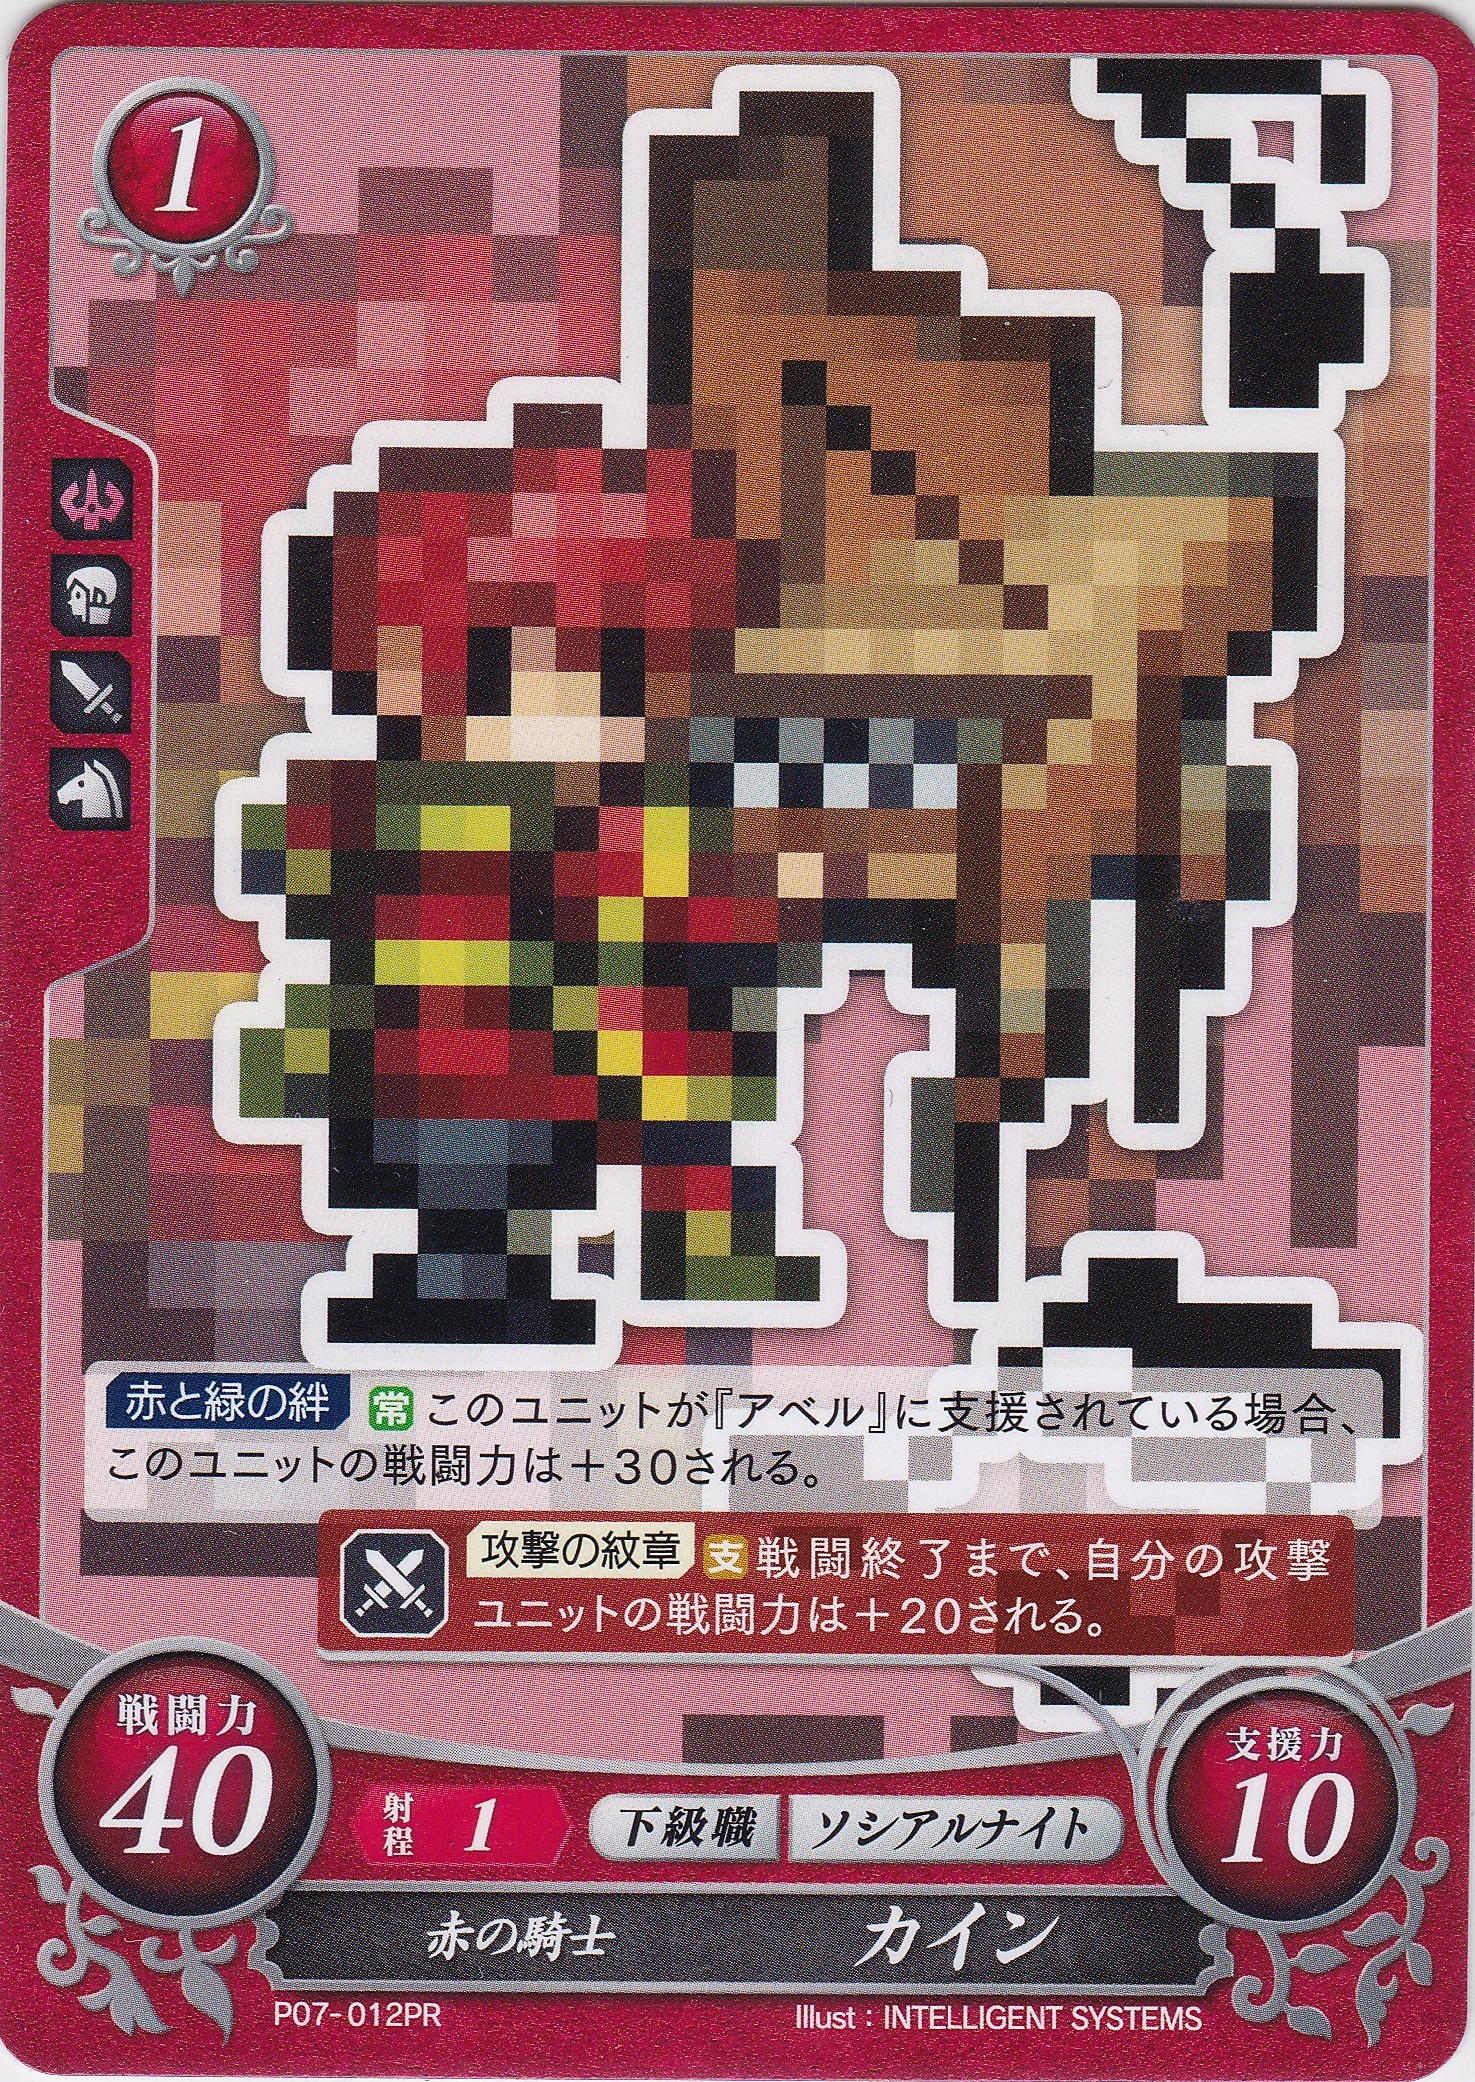 1
赤と緑の絆 常 このユニットが『アベル』に支援されている場合、
このユニットの戦闘力は+30される。
攻撃の紋章 支 戦闘終了まで、自分の攻撃
ユニットの戦闘力は+20される。
戦闘力
40
射程 1
下級職 ソシアルナイト
支援力
10
赤の騎士 カイン
P07-012PR
Illust : INTELLIGENT SYSTEMS